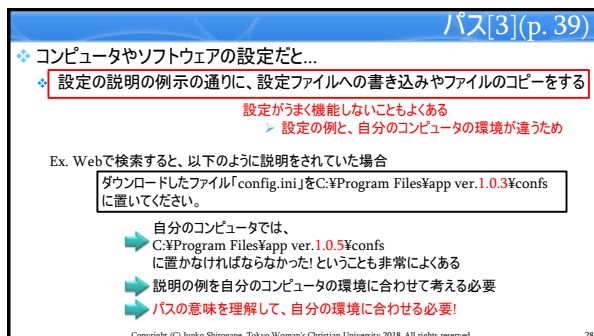 パス[3](p. 39)
コンピュータやソフトウェアの設定だと...
設定の説明の例示の通りに、設定ファイルへの書き込みやファイルのコピーをする
設定がうまく機能しないこともよくある
設定の例と、自分のコンピュータの環境が違うため
Ex. Webで検索すると、以下のように説明をされていた場合
ダウンロードしたファイル「config.ini」をC:¥Program Files¥app ver.1.0.3¥confs
に置いてください。
自分のコンピュータでは、
C:¥Program Files¥app ver.1.0.5¥confs
に置かなければならなかった! ということも非常によくある
説明の例を自分のコンピュータの環境に合わせて考える必要
パスの意味を理解して、自分の環境に合わせる必要!
Copyright (C) Junko Shirogane, Tokyo Woman's Christian University 2018. All rights reserved.
28